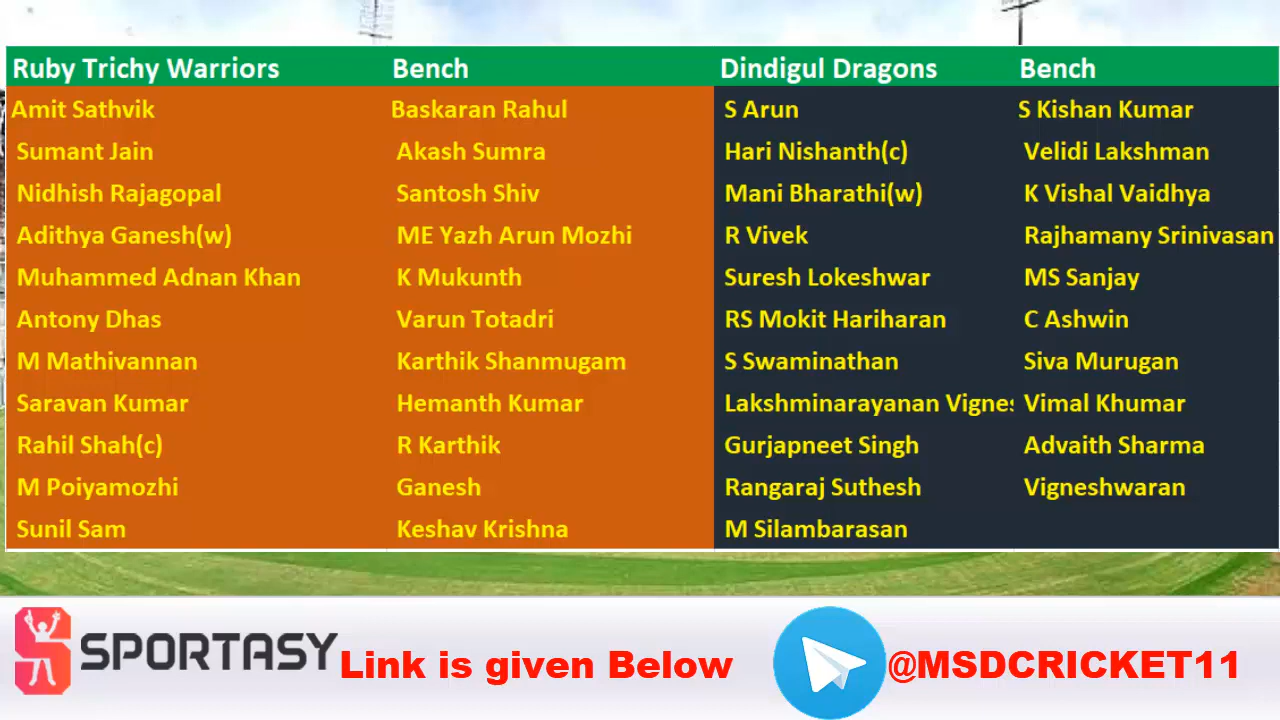 Ruby Trichy Warriors Bench Dindigul Dragons Bench
Amit Sathvik Baskaran Rahul S Arun S Kishan Kumar
Sumant Jain Akash Sumra Hari Nishanth(c) Velidi Lakshman
Nidhish Rajagopal Santosh Shiv Mani Bharathi(w) K Vishal Vaidhya
Adithya Ganesh(w) ME Yazh Arun Mozhi R Vivek Rajhamany Srinivasan
Muhammed Adnan Khan K Mukunth Suresh Lokeshwar MS Sanjay
Antony Dhas Varun Totadri RS Mokit Hariharan C Ashwin
M Mathivannan Karthik Shanmugam S Swaminathan Siva Murugan
Saravan Kumar Hemanth Kumar Lakshminarayanan Vignes Vimal Khumar
Rahil Shah(c) R Karthik Gurjapneet Singh Advaith Sharma
M Poiyamozhi Ganesh Rangaraj Suthesh Vigneshwaran
Sunil Sam Keshav Krishna M Silambarasan
SPORTASY Link is given Below @MSDCRICKET11